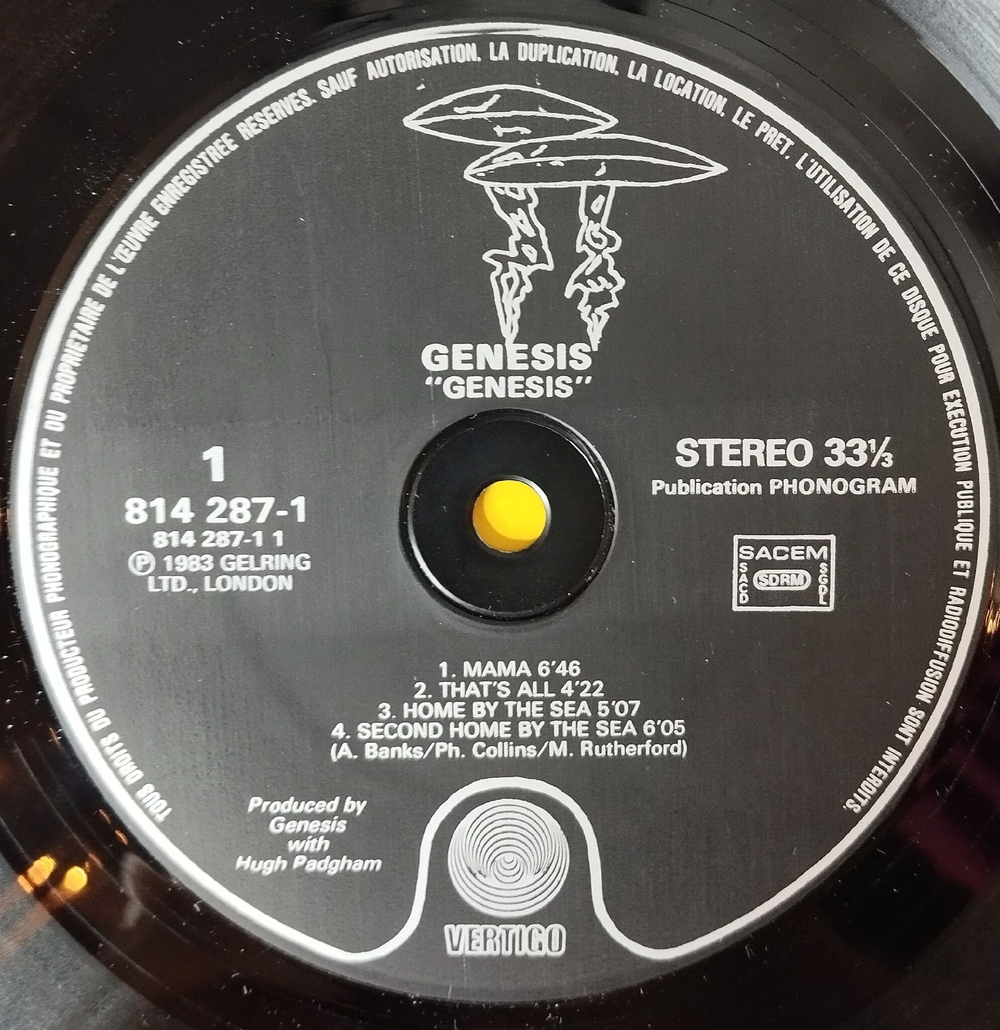 TOUS DROITS DU PRODUCTEUR PHONOGRAPHIQUE ET DU PROPRIETAIRE DE L'ŒUVRE ENREGISTREE RESERVES. SAUF AUTORISATION, LA DUPLICATION, LA LOCATION, LE PRET, L'UTILISATION DE CE DISQUE POUR EXECUTION PUBLIQUE ET RADIODIFFUSION SONT INTERDITS.
GENESIS
"GENESIS"
1
814 287-1
814 287-1 1
Ⓟ 1983 GELRING
LTD., LONDON
STEREO 33⅓
Publication PHONOGRAM
SACEM
SACD
SDRM
SGDL
1. MAMA 6'46
2. THAT'S ALL 4'22
3. HOME BY THE SEA 5'07
4. SECOND HOME BY THE SEA 6'05
(A. Banks/Ph. Collins/M. Rutherford)
Produced by
Genesis
with
Hugh Padgham
VERTIGO